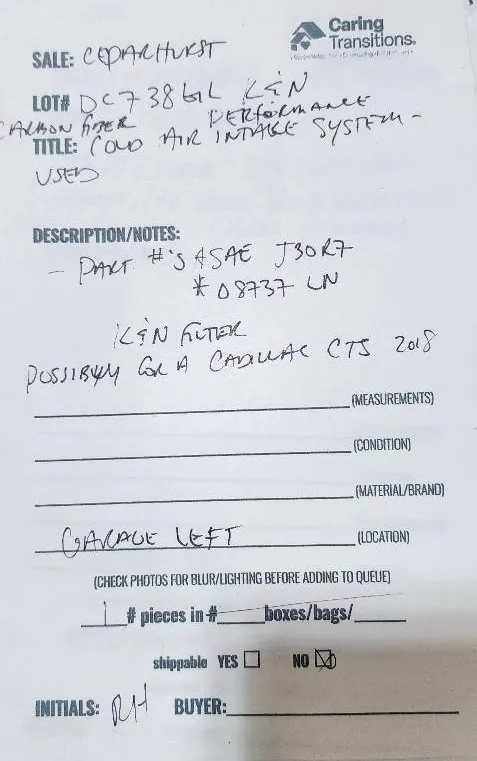 Caring
Transitions®
SALE: CEDARHURST
LOT# DC738GL K&N
CARBON FIBER PERFORMANCE
TITLE: COLD AIR INTAKE SYSTEM -
USED
DESCRIPTION/NOTES:
- PART #'S #SAE J30R7
* 08737 LN
K&N FILTER
POSSIBLY FOR A CADILLAC CTS 2018
(MEASUREMENTS)
(CONDITION)
(MATERIAL/BRAND)
GARAGE LEFT (LOCATION)
(CHECK PHOTOS FOR BLUR/LIGHTING BEFORE ADDING TO QUEUE)
1 # pieces in # boxes/bags/
shippable YES NO
INITIALS: RH BUYER: